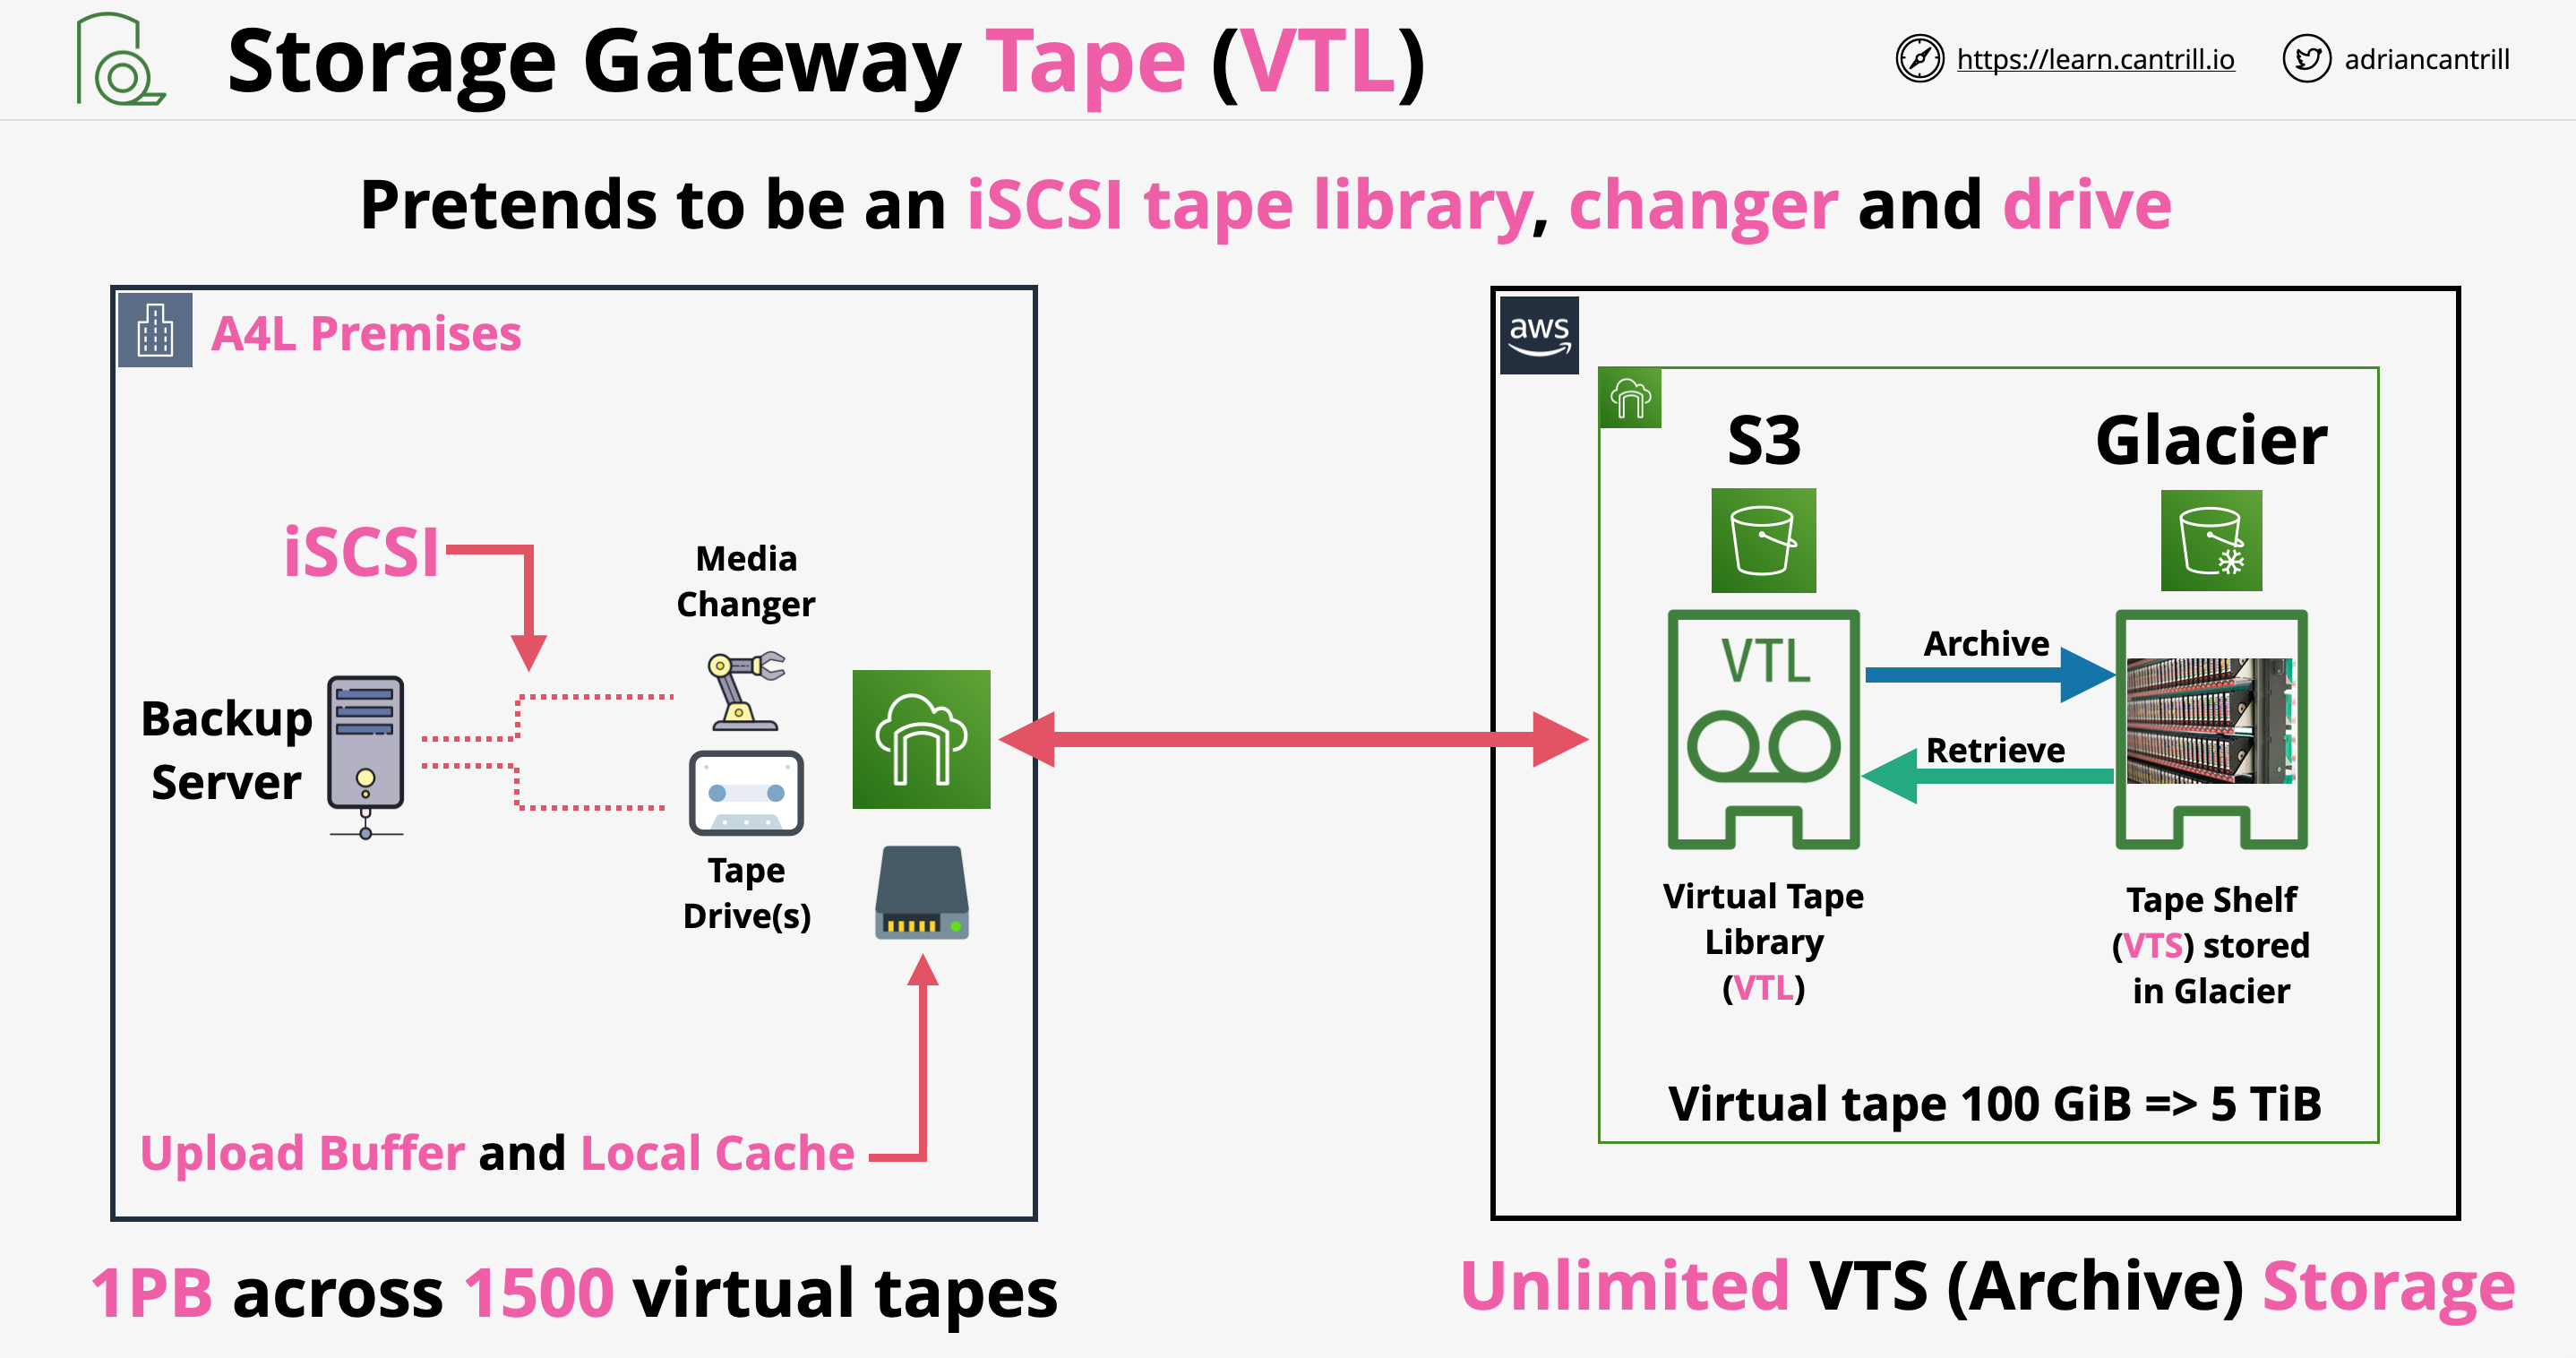 Storage Gateway Tape (VTL)
https://learn.cantrill.io
adriancantrill
Pretends to be an iSCSI tape library, changer and drive
A4L Premises
iSCSI
Backup
Server
Media
Changer
Tape
Drive(s)
Upload Buffer and Local Cache
1PB across 1500 virtual tapes
aws
S3
Glacier
VTL
Archive
Retrieve
Virtual Tape
Library
(VTL)
Tape Shelf
(VTS) stored
in Glacier
Virtual tape 100 GiB => 5 TiB
Unlimited VTS (Archive) Storage